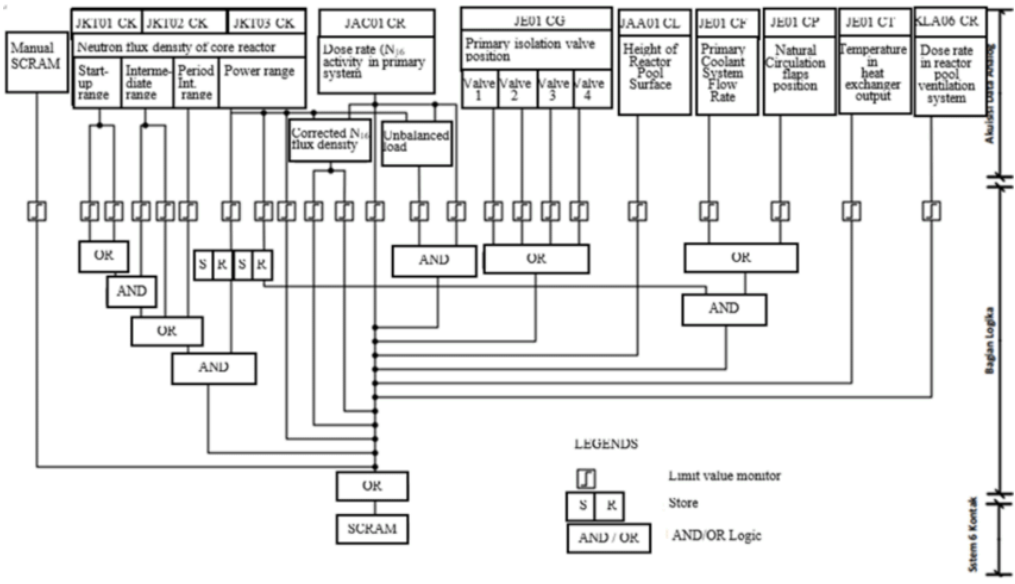 Manual
SCRAM
JKT01 CK
JKT02 CK
JKT03 CK
Neutron flux density of core reactor
Start-
up
range
Interme-
diate
range
Period
Int.
range
Power range
JAC01 CR
Dose rate (N16
activity in primary
system
Corrected N16
flux density
Unbalanced
load
JE01 CG
Primary isolation valve
position
Valve
1
Valve
2
Valve
3
Valve
4
JAA01 CL
Height of
Reactor
Pool
Surface
JE01 CF
Primary
Coolant
System
Flow
Rate
JE01 CP
Natural
Circulation
flaps
position
JE01 CT
Temperature
in
heat
exchanger
output
KLA06 CR
Dose rate
in reactor
pool
ventilation
system
Akuisisi Data Analog
OR
AND
OR
AND
S R S R
AND
OR
OR
AND
Bagian Logika
OR
SCRAM
LEGENDS
Limit value monitor
S R
Store
AND / OR
AND/OR Logic
Sstem 6 Kontak